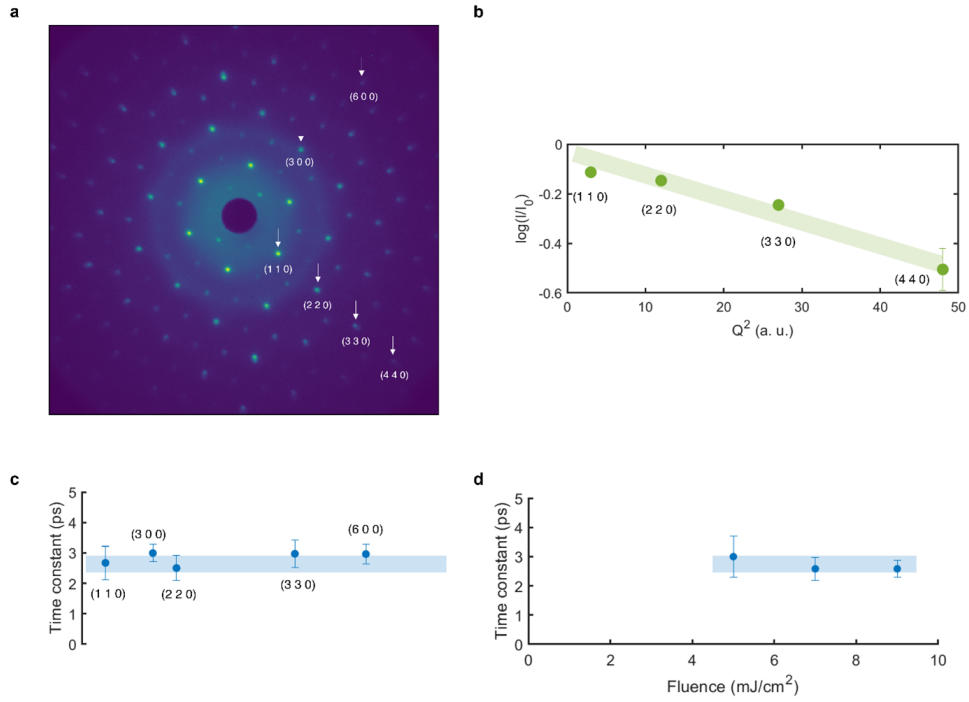 a
(6 0 0)
(3 0 0)
(1 1 0)
(2 2 0)
(3 3 0)
(4 4 0)
b
0
-0.2
-0.4
-0.6
log(I/I₀)
(1 1 0)
(2 2 0)
(3 3 0)
(4 4 0)
0 10 20 30 40 50
Q² (a. u.)
c
5
4
3
2
1
0
Time constant (ps)
(3 0 0)
(6 0 0)
(1 1 0)
(2 2 0)
(3 3 0)
d
5
4
3
2
1
0
Time constant (ps)
0 2 4 6 8 10
Fluence (mJ/cm²)